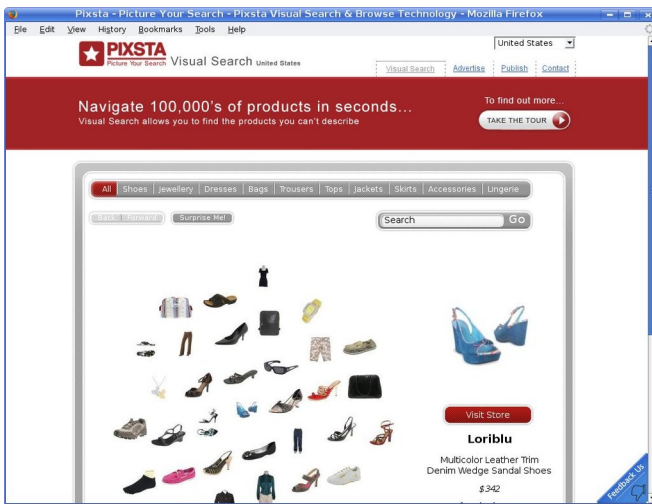 Pixsta - Picture Your Search - Pixsta Visual Search & Browse Technology - Mozilla Firefox
File Edit View History Bookmarks Tools Help
PIXSTA
Picture Your Search
Visual Search United States
United States
Visual Search Advertise Publish Contact
Navigate 100,000's of products in seconds...
Visual Search allows you to find the products you can't describe
To find out more...
TAKE THE TOUR
All Shoes Jewellery Dresses Bags Trousers Tops Jackets Skirts Accessories Lingerie
Back Forward Surprise Me!
Search Go
Visit Store
Loriblu
Multicolor Leather Trim
Denim Wedge Sandal Shoes
$342
Feedback Us